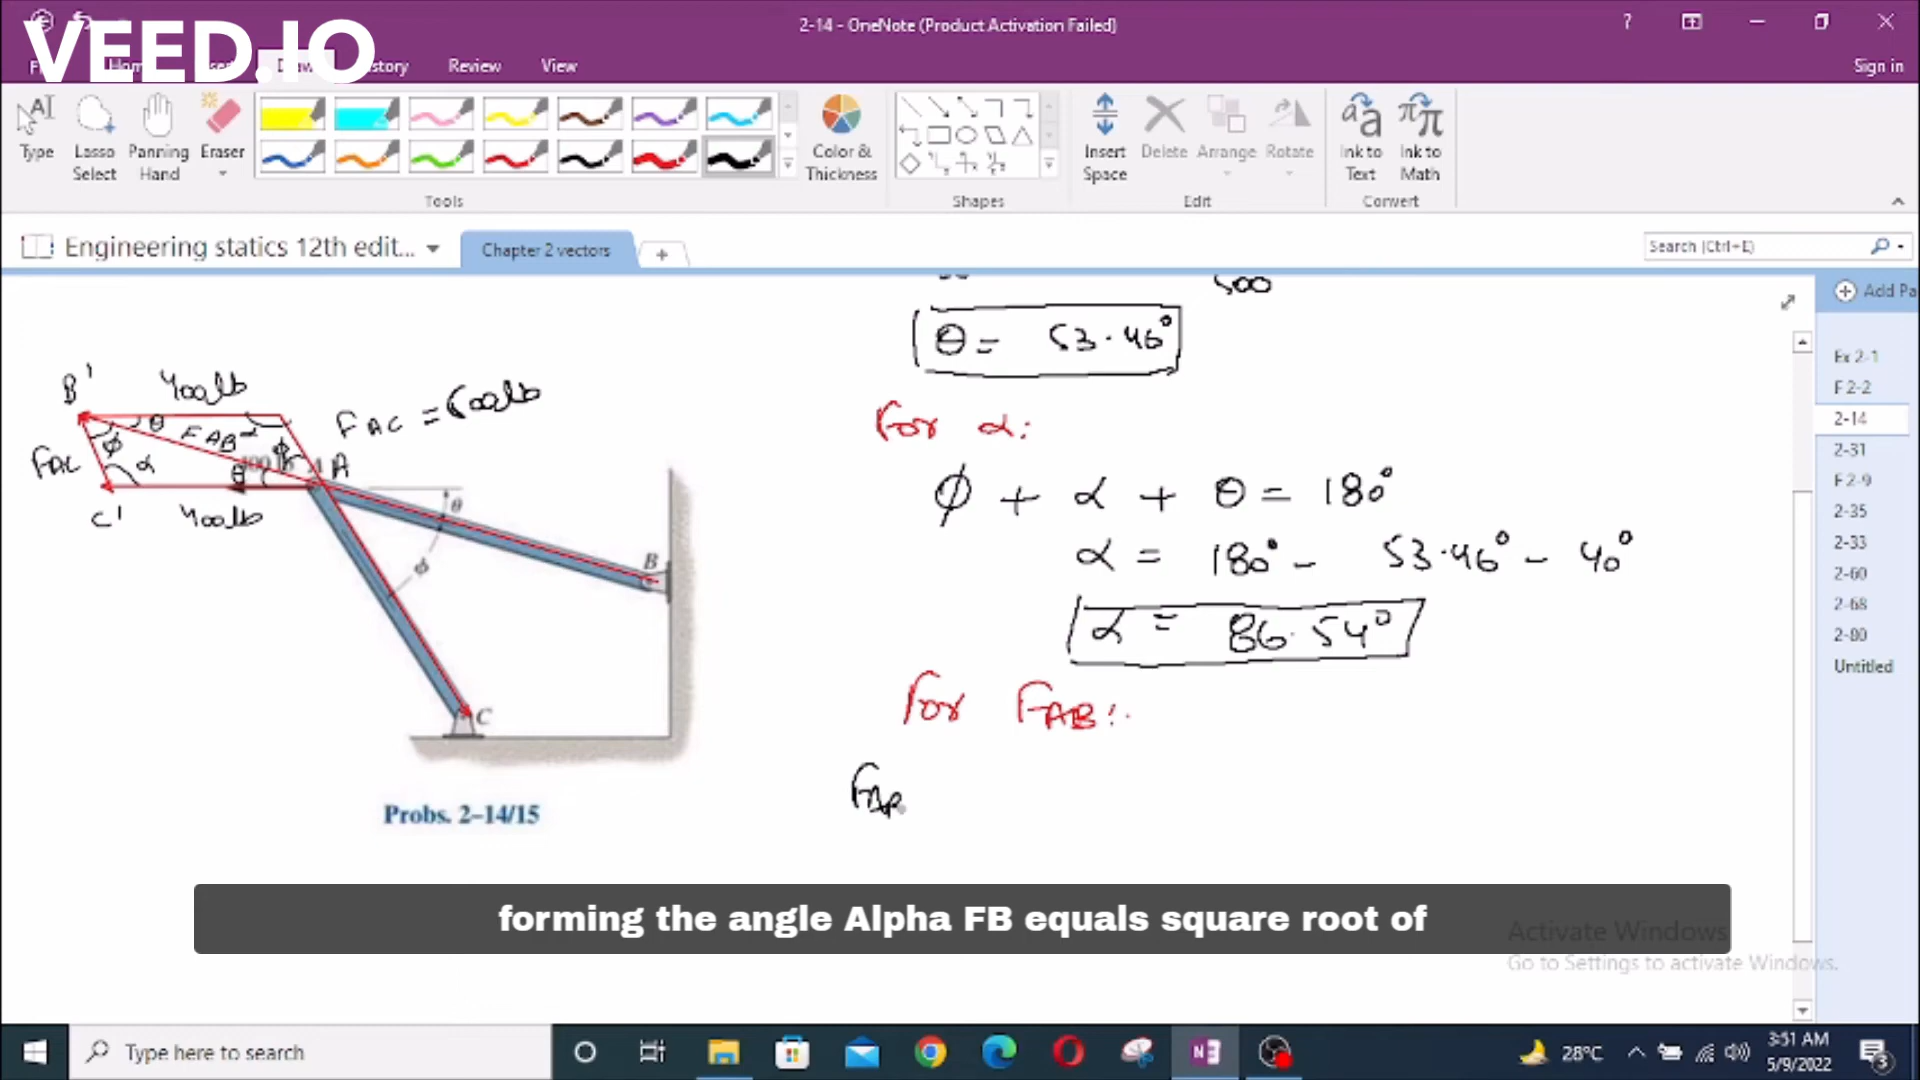 VEED.IO
2-14 - OneNote (Product Activation Failed)
?
Review
View
Sign in
Type
Lasso Select
Panning Hand
Eraser
Color & Thickness
Insert Space
Delete
Arrange
Rotate
Ink to Text
Ink to Math
Tools
Shapes
Edit
Convert
Engineering statics 12th edit...
Chapter 2 vectors
+
Search (Ctrl+E)
Add Pa
Ex 2-1
F 2-2
2-14
2-31
F 2-9
2-35
2-33
2-60
2-68
2-80
Untitled
500
θ = 53.46°
B' 400lb
θ
F AB α
ϕ
FAC α
θ
A
C' 400lb
θ
ϕ
B
C
Probs. 2–14/15
For α:
ϕ + α + θ = 180°
α = 180° - 53.46° - 40°
α = 86.54°
For FAB:
forming the angle Alpha FB equals square root of
Activate Windows
Go to Settings to activate Windows.
Type here to search
28°C
3:51 AM
5/9/2022
3